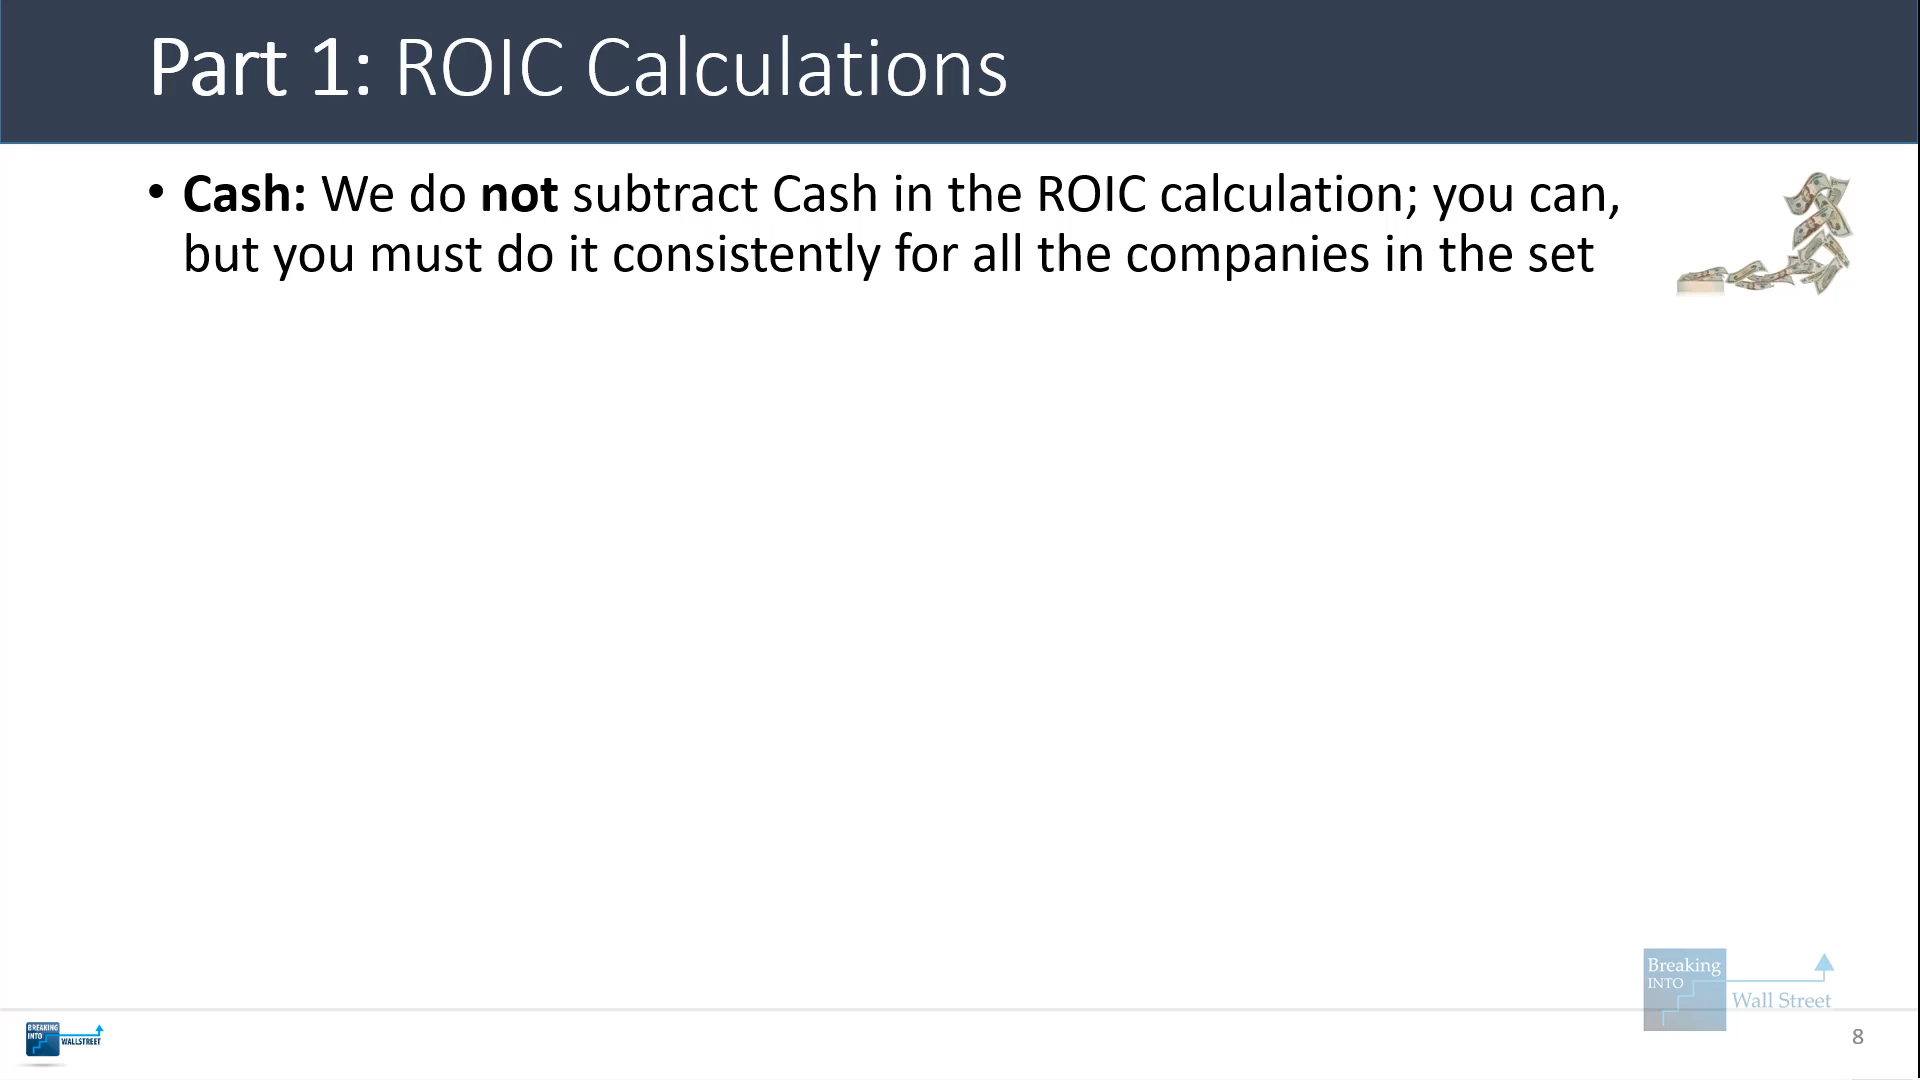 Part 1: ROIC Calculations
• Cash: We do not subtract Cash in the ROIC calculation; you can,
but you must do it consistently for all the companies in the set
Breaking
INTO
Wall Street
BREAKING
INTO
WALLSTREET
8